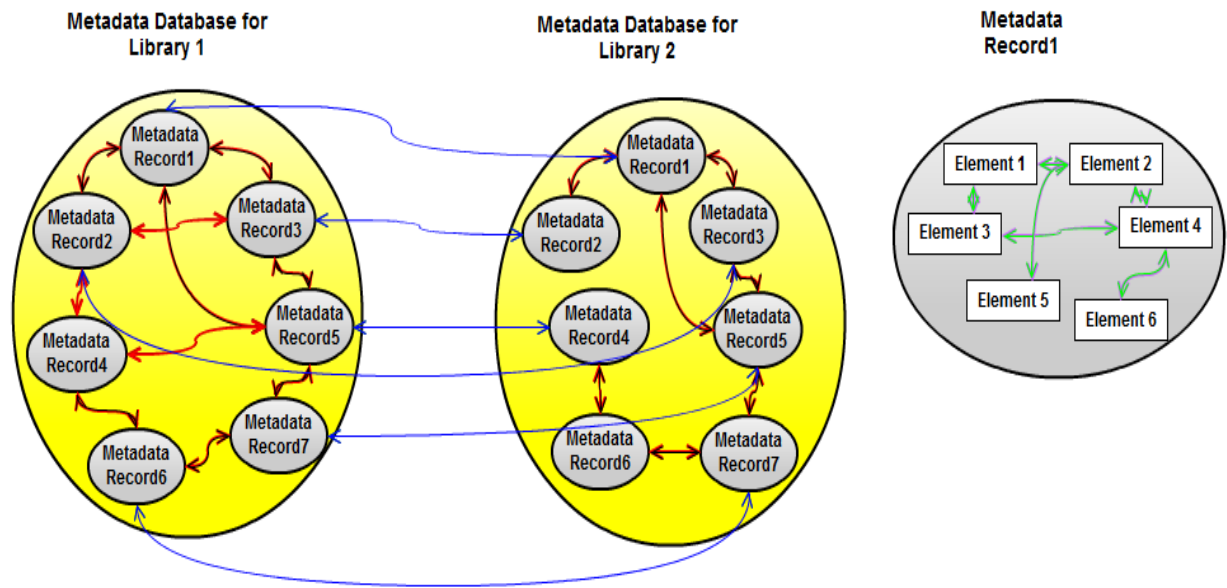 Metadata Database for
Library 1
Metadata
Record1
Metadata
Record2
Metadata
Record3
Metadata
Record4
Metadata
Record5
Metadata
Record6
Metadata
Record7
Metadata Database for
Library 2
Metadata
Record1
Metadata
Record2
Metadata
Record3
Metadata
Record4
Metadata
Record5
Metadata
Record6
Metadata
Record7
Metadata
Record1
Element 1
Element 2
Element 3
Element 4
Element 5
Element 6